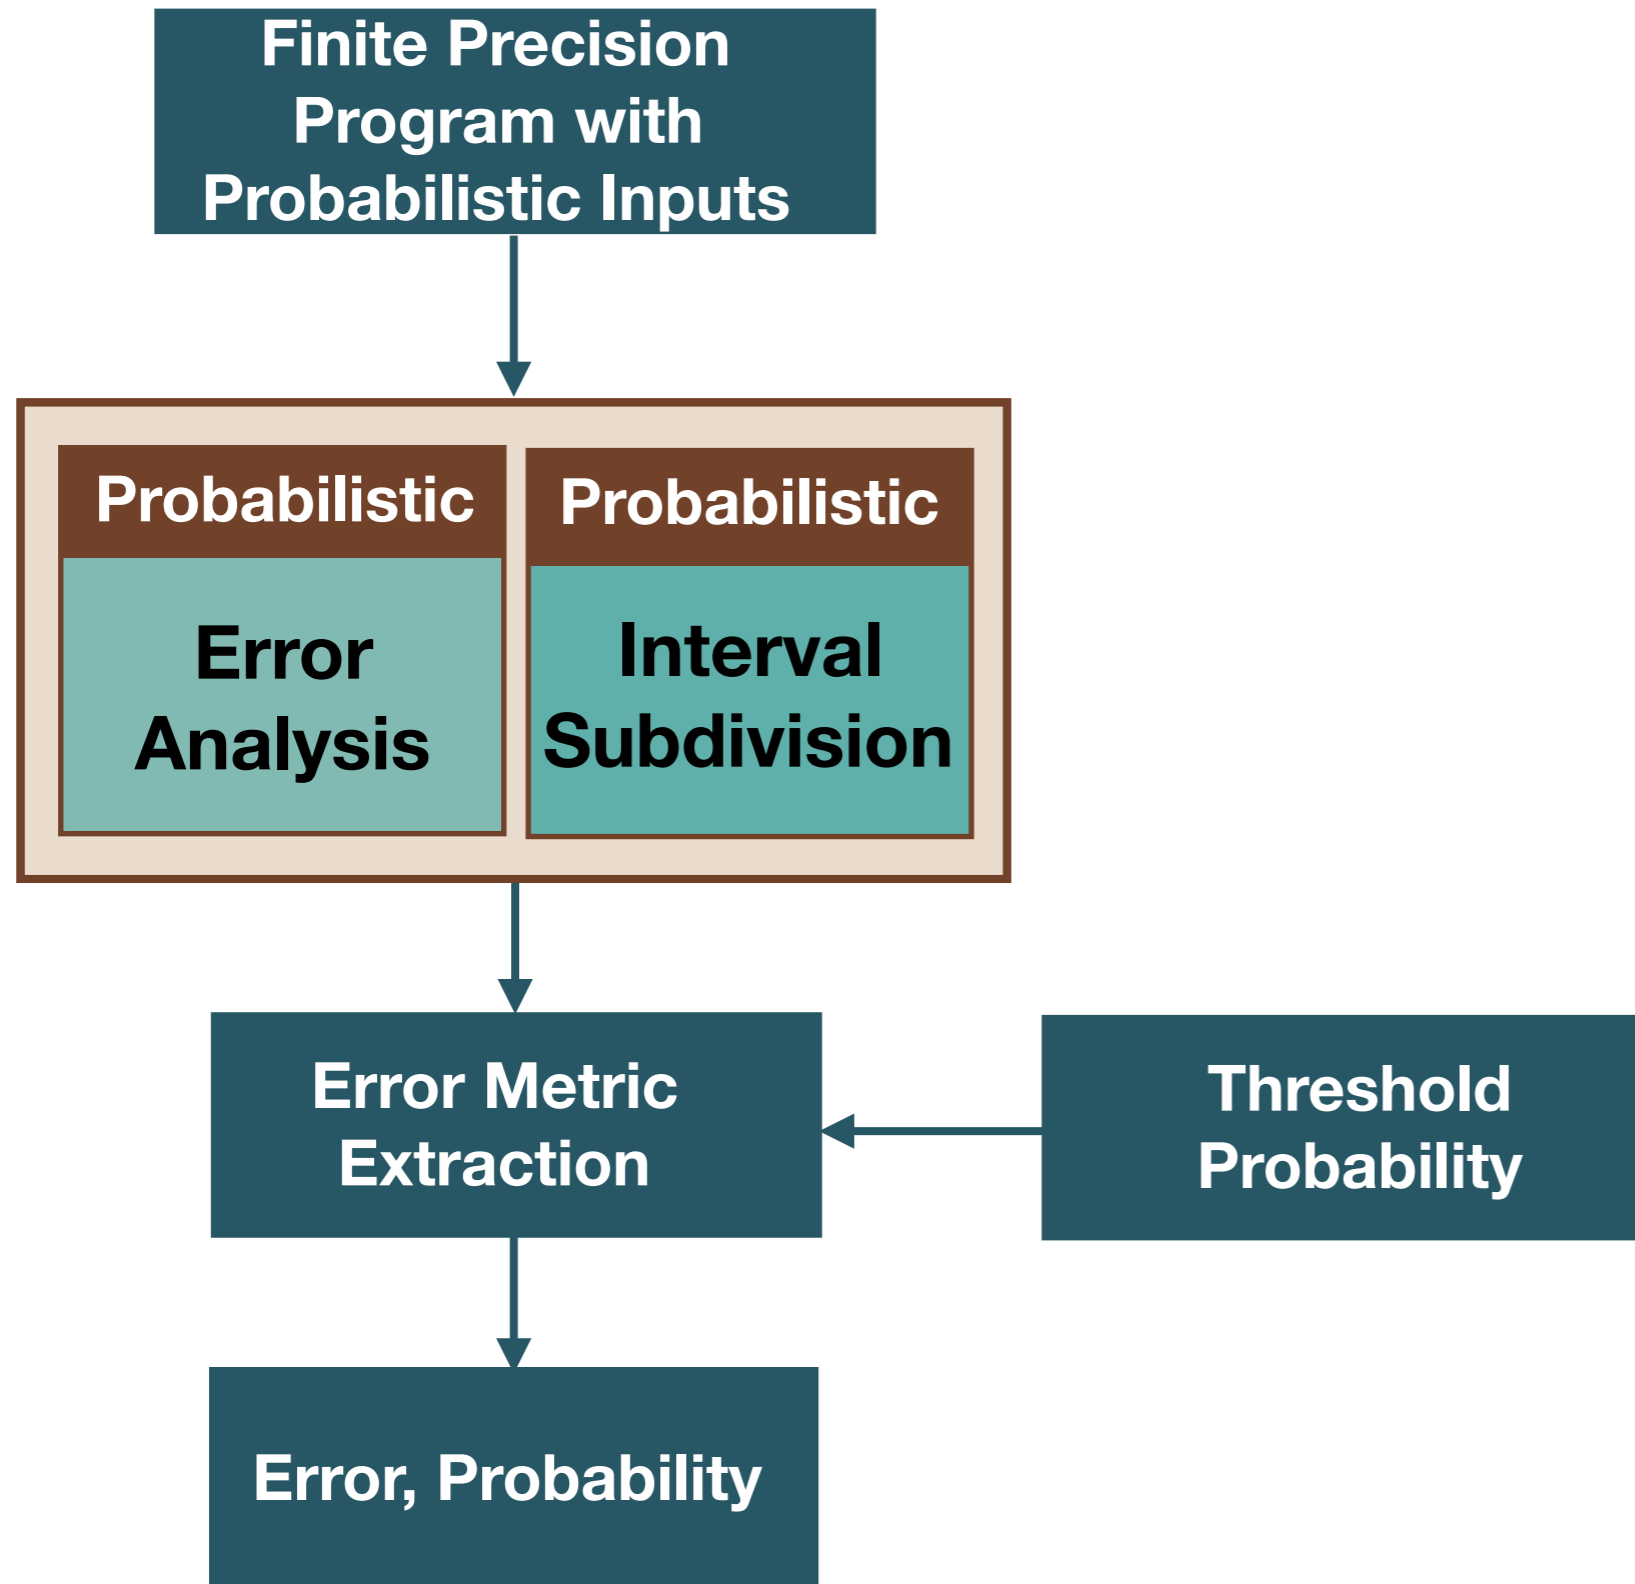 Finite Precision
Program with
Probabilistic Inputs
Probabilistic
Error
Analysis
Probabilistic
Interval
Subdivision
Error Metric
Extraction
Threshold
Probability
Error, Probability